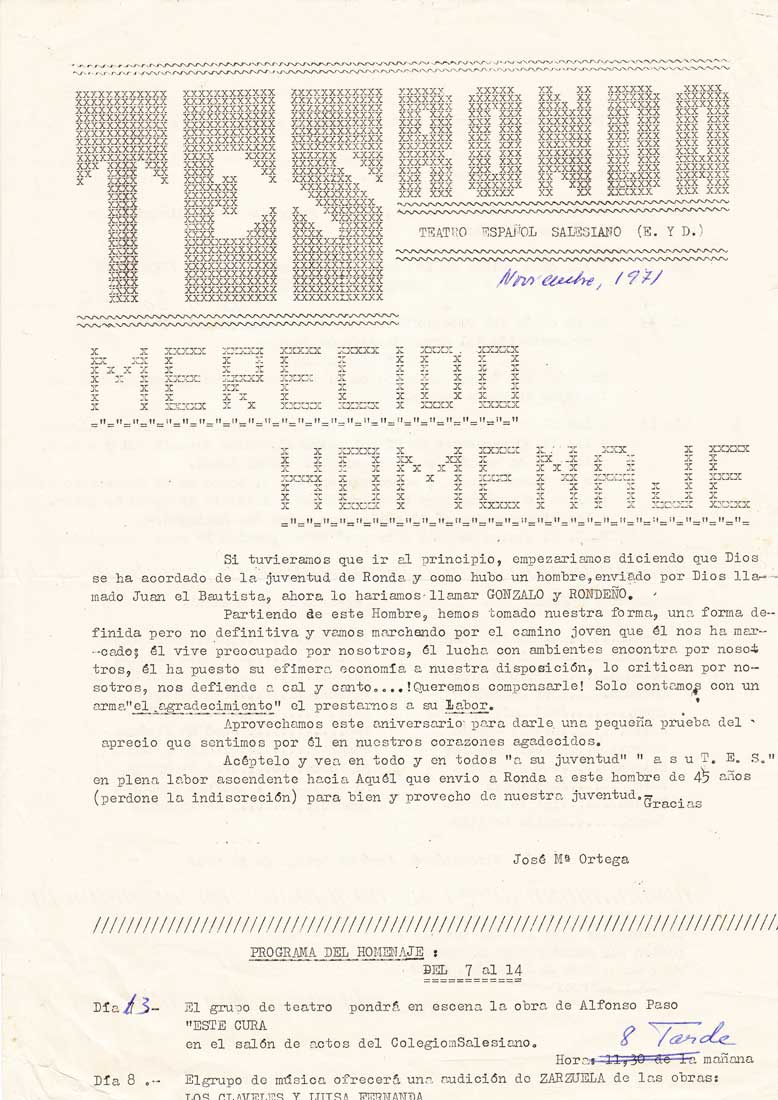 TES RONDA
TEATRO ESPAÑOL SALESIANO (E. Y D.)
Noviembre, 1971
MERECIDO
="="="="="="="="="="="="="="="="="="="="="="="="="="
HOMENAJE
="="="="="="="="="="="="="="="="="="="="="="="="="="="=
Si tuvieramos que ir al principio, empezariamos diciendo que Dios
se ha acordado de la juventud de Ronda y como hubo un hombre,enviado por Dios lla-
mado Juan el Bautista, ahora lo hariamos llamar GONZALO y RONDEÑO.
Partiendo de este Hombre, hemos tomado nuestra forma, una forma de-
finida pero no definitiva y vamos marchando por el camino joven que él nos ha mar-
-cado; él vive preocupado por nosotros, él lucha con ambientes encontra por nosot
tros, él ha puesto su efimera economía a nuestra disposición, lo critican por no-
sotros, nos defiende a cal y canto....!Queremos compensarle! Solo contamos con un
arma"el agradecimiento" el prestarnos a su Labor.
Aprovechamos este aniversario para darle una pequeña prueba del
aprecio que sentimos por él en nuestros corazones agadecidos.
Acéptelo y vea en todo y en todos "a su juventud" " a s u T. E. S."
en plena labor ascendente hacia Aquél que envio a Ronda a este hombre de 45 años
(perdone la indiscreción) para bien y provecho de nuestra juventud.-
Gracias
José Mª Ortega
////////////////////////////////////////////////////////////////////////////////
PROGRAMA DEL HOMENAJE :
DEL 7 al 14
============
Día 13- El grupo de teatro pondrá en escena la obra de Alfonso Paso
"ESTE CURA
en el salón de actos del ColegiomSalesiano.
8 Tarde
Hora: 11,30 de la mañana
Día 8 .- Elgrupo de música ofrecerá una audición de ZARZUELA de las obras:
LOS CLAVELES Y LUISA FERNANDA